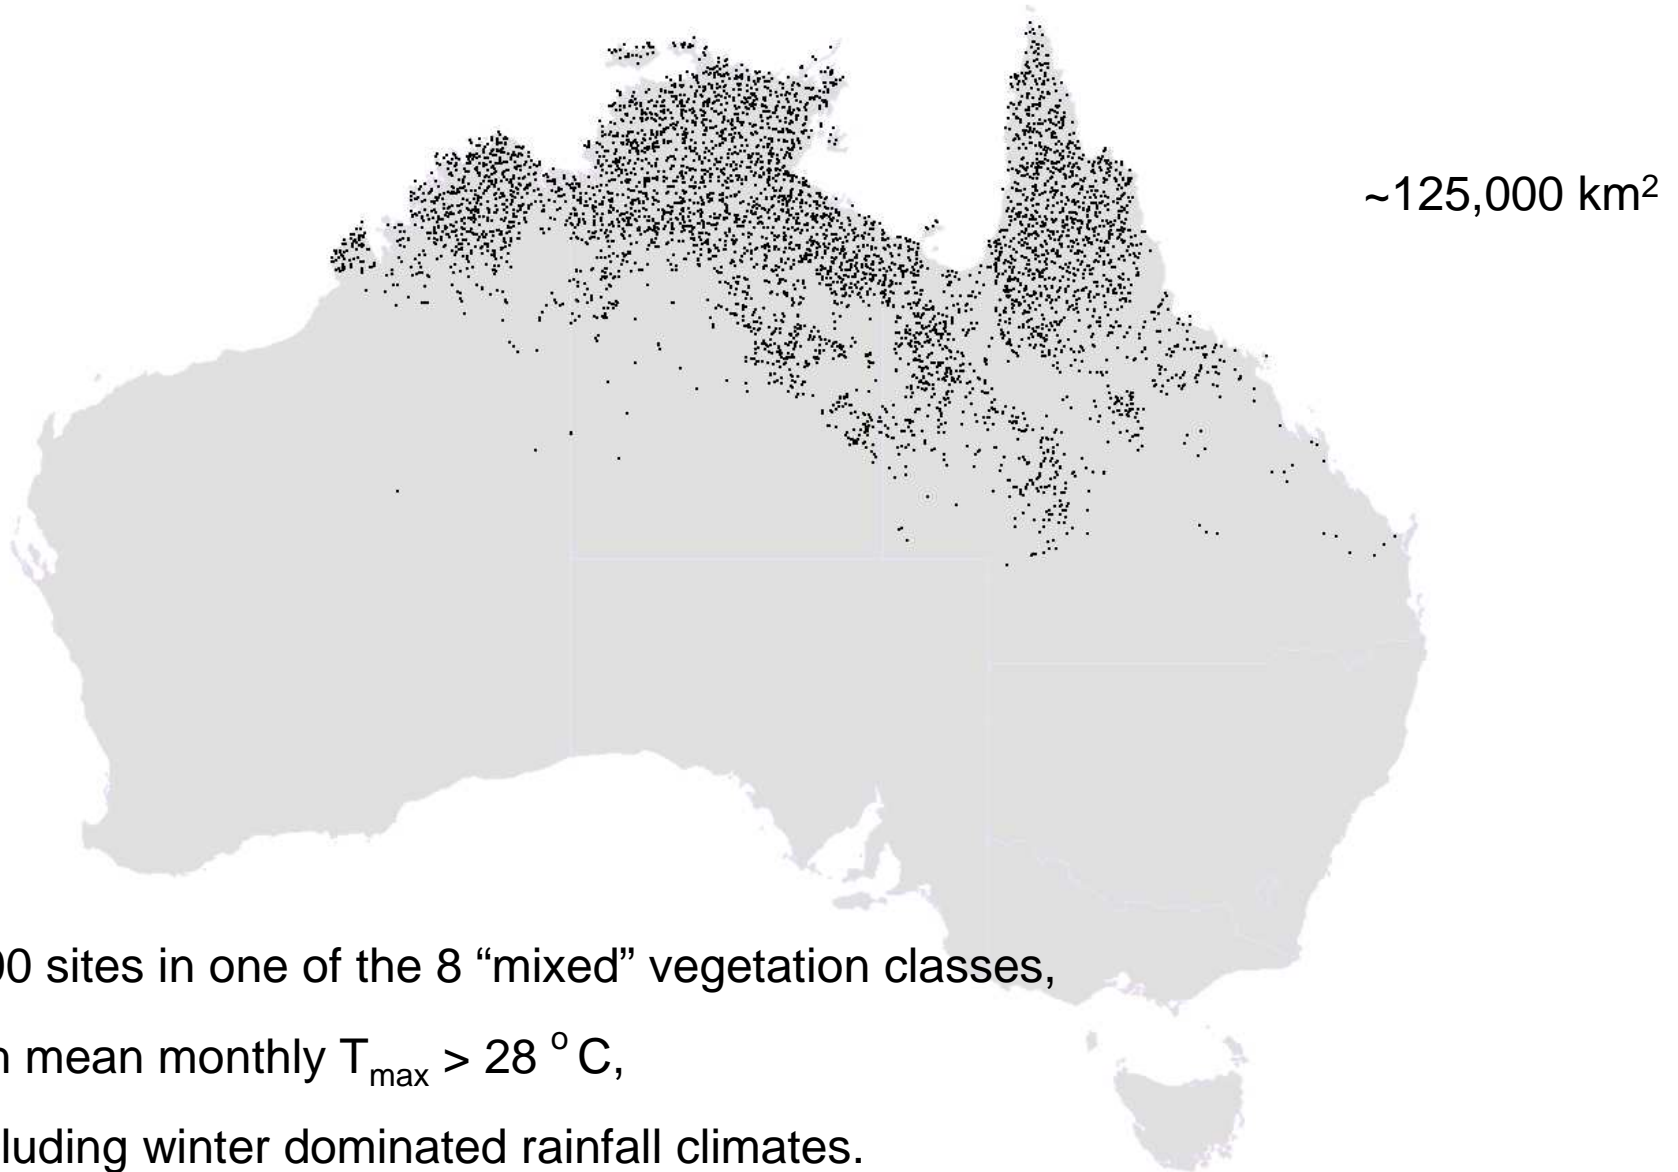 ~125,000 km²
00 sites in one of the 8 “mixed” vegetation classes,
mean monthly Tmax > 28 °C,
winter dominated rainfall climates.